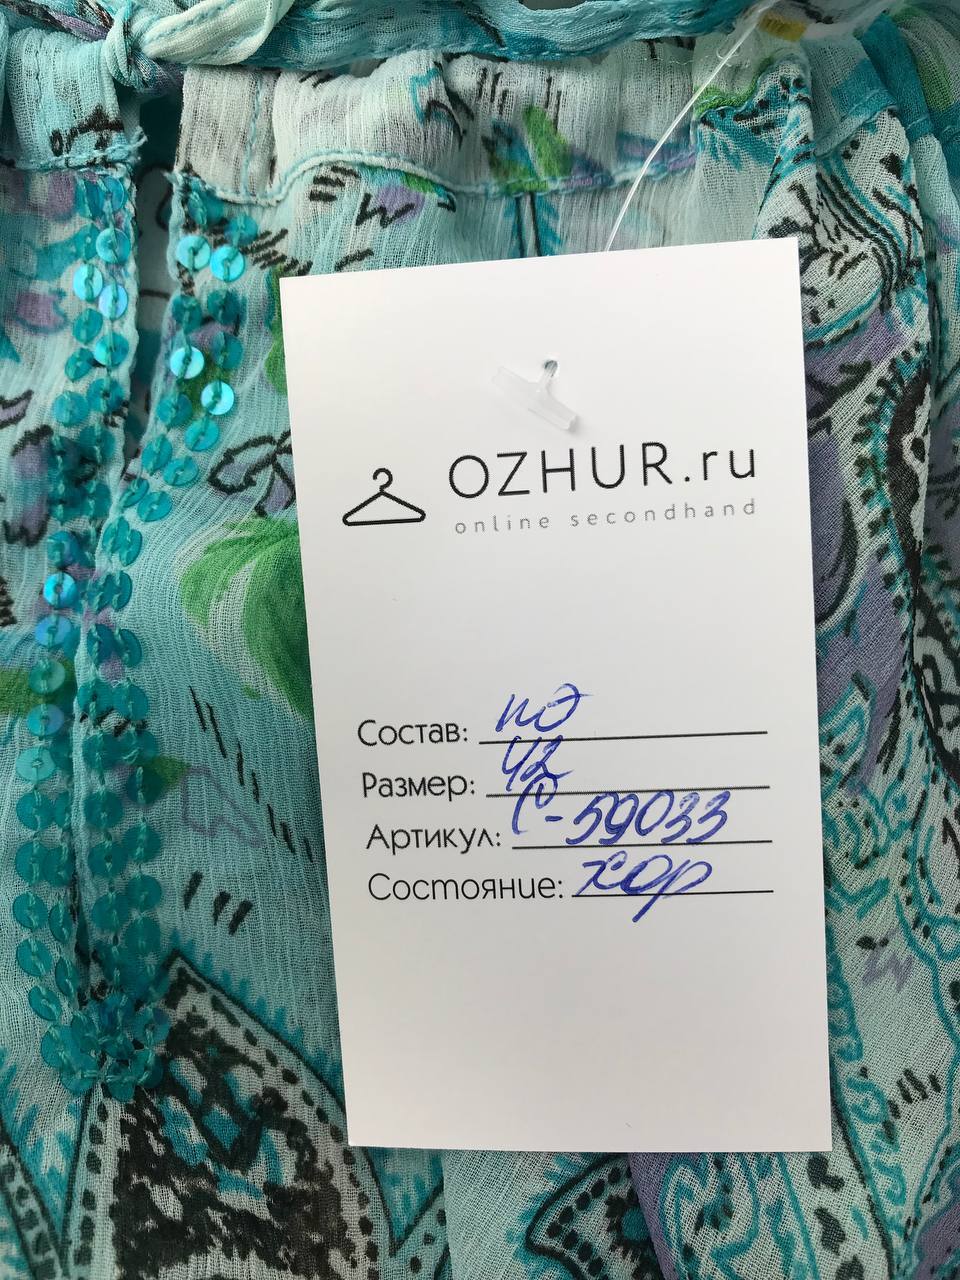 OZHUR.ru
online secondhand
Состав: пэ
Размер: 42
Артикул: С-59033
Состояние: хор